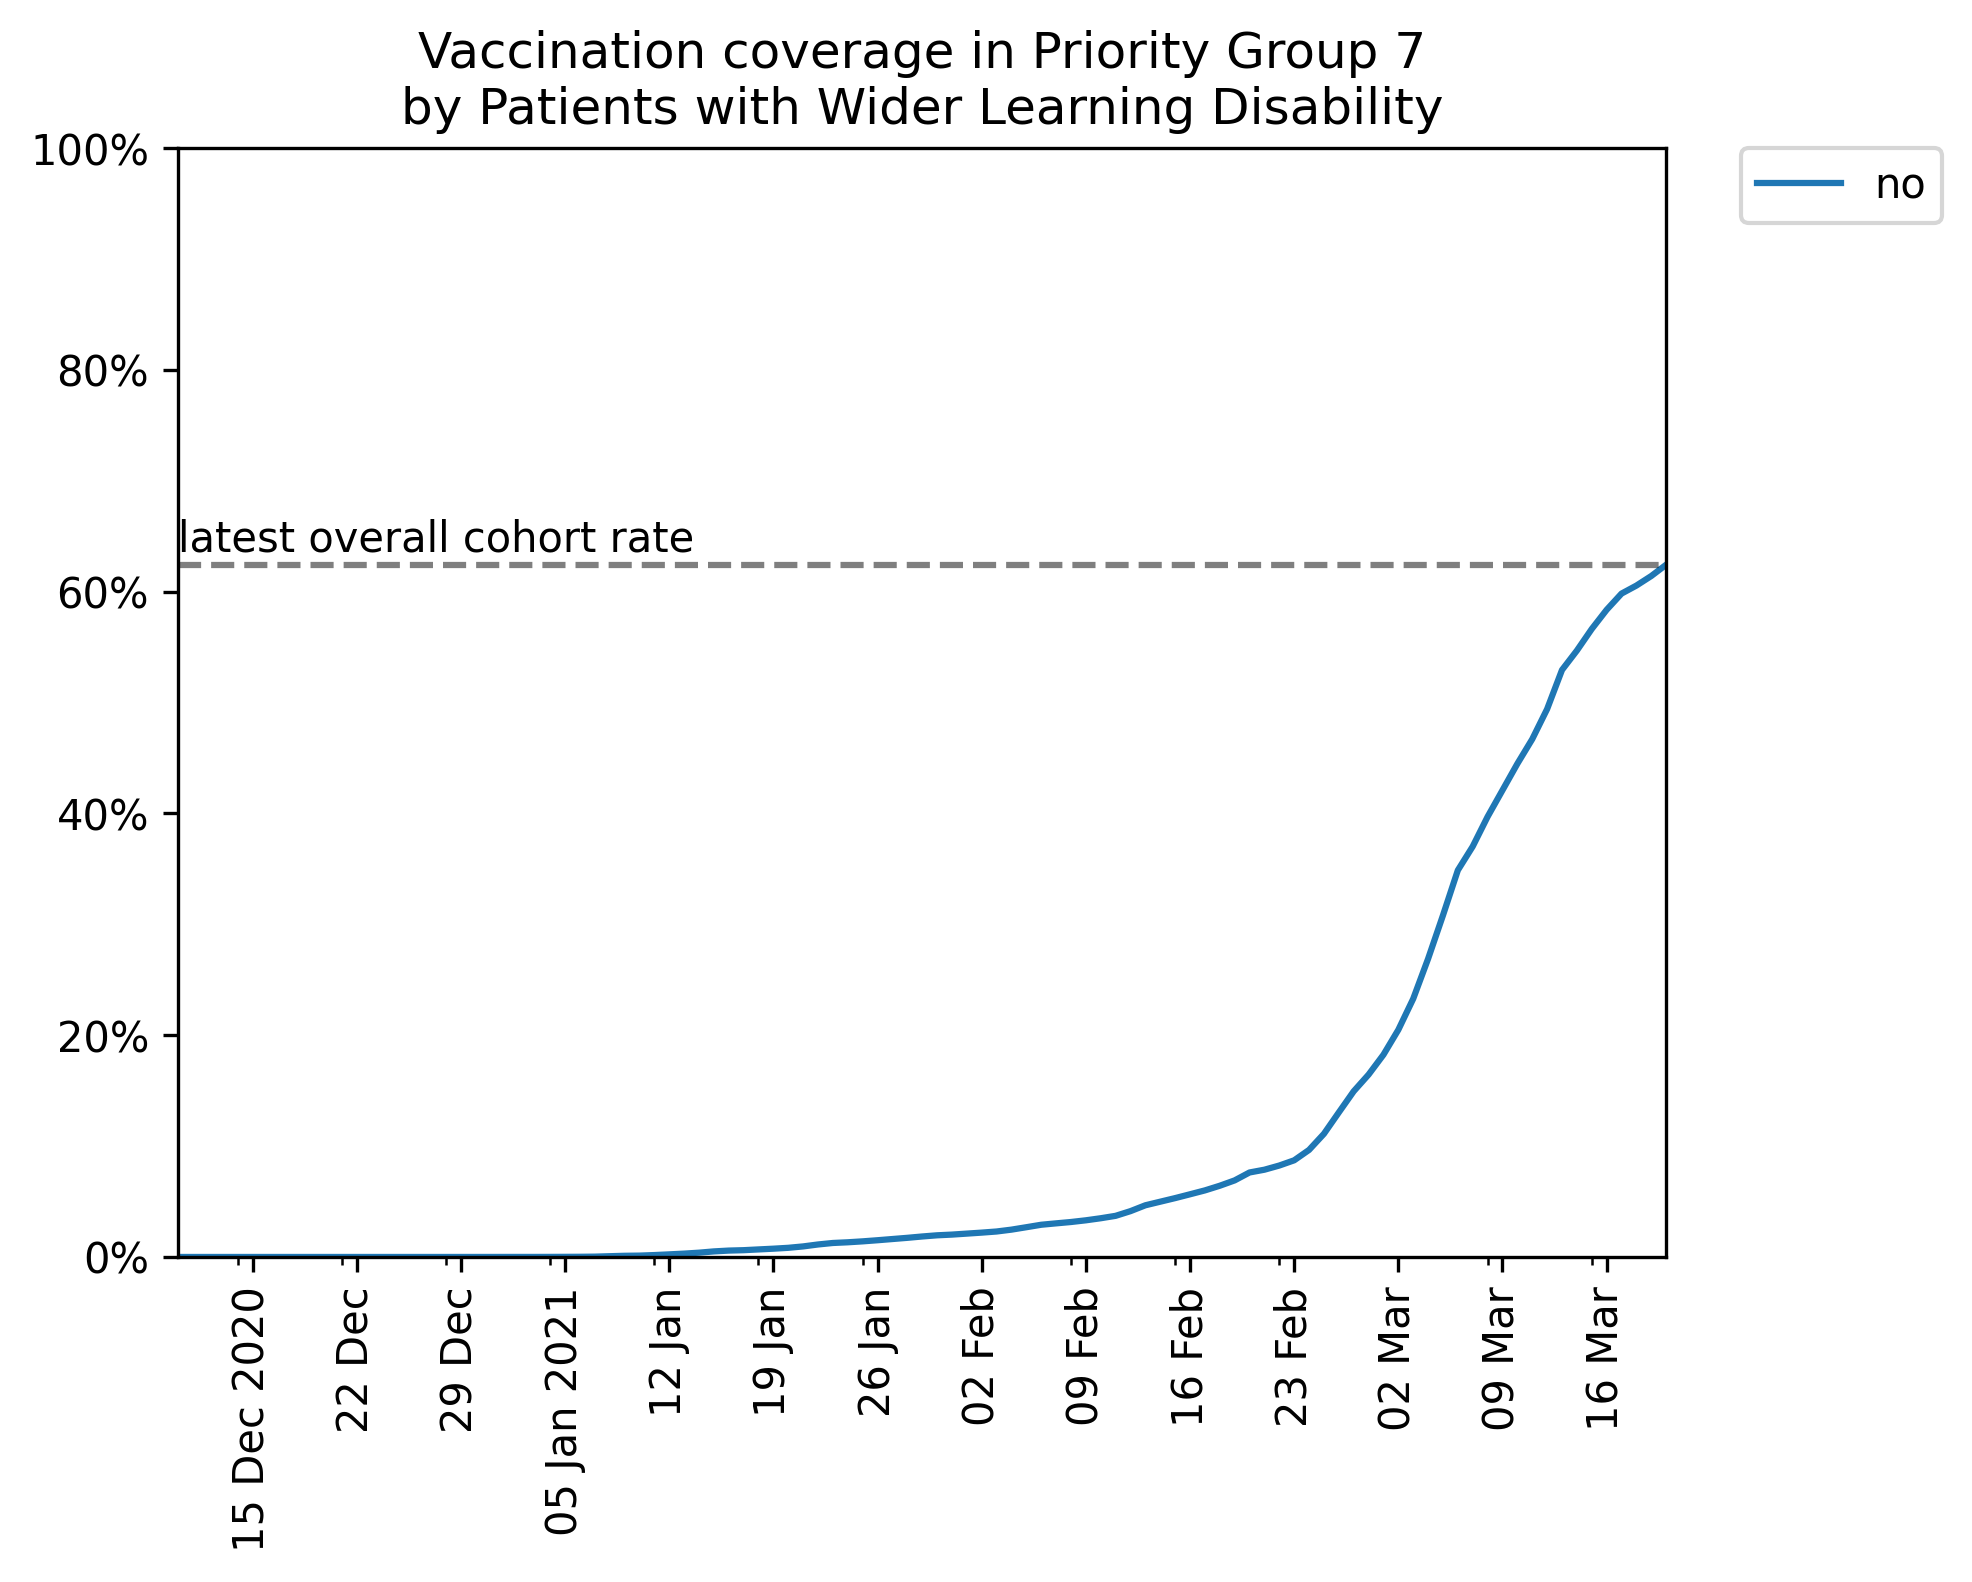 Vaccination coverage in Priority Group 7
by Patients with Wider Learning Disability
100%
80%
60%
40%
20%
0%
latest overall cohort rate
no
15 Dec 2020
22 Dec
29 Dec
05 Jan 2021
12 Jan
19 Jan
26 Jan
02 Feb
09 Feb
16 Feb
23 Feb
02 Mar
09 Mar
16 Mar